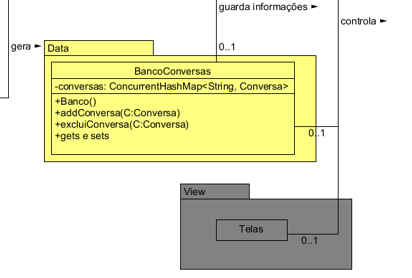 guarda informações ►
controla ►
gera ►
Data
0..1
BancoConversas
-conversas: ConcurrentHashMap<String, Conversa>
+Banco()
+addConversa(C:Conversa)
+excluiConversa(C:Conversa)
+gets e sets
0..1
View
Telas
0..1